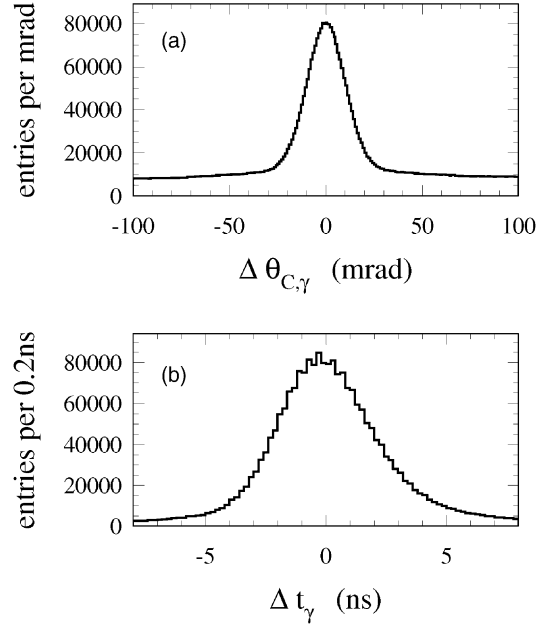 entries per mrad
(a)
80000
60000
40000
20000
0
-100 -50 0 50 100
Δ θC,γ (mrad)
entries per 0.2ns
(b)
80000
60000
40000
20000
0
-5 0 5
Δ tγ (ns)